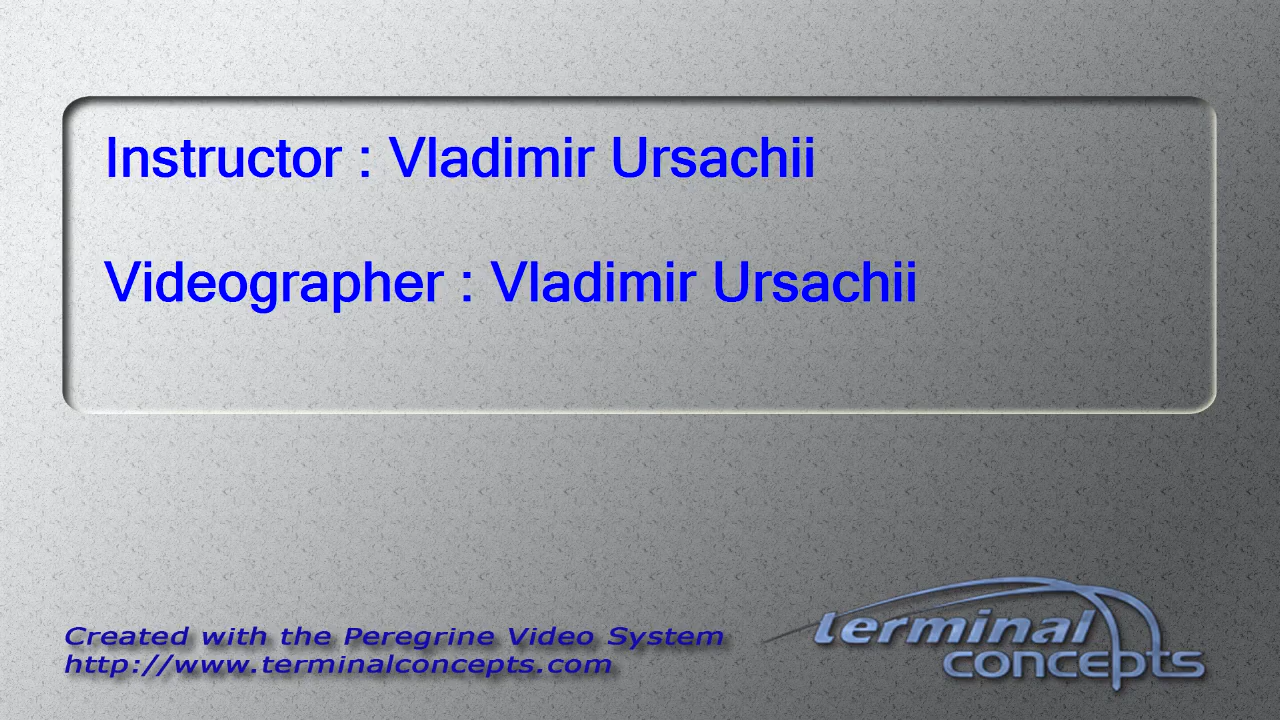 Instructor : Vladimir Ursachii
Videographer : Vladimir Ursachii
Created with the Peregrine Video System
http://www.terminalconcepts.com
terminal
concepts